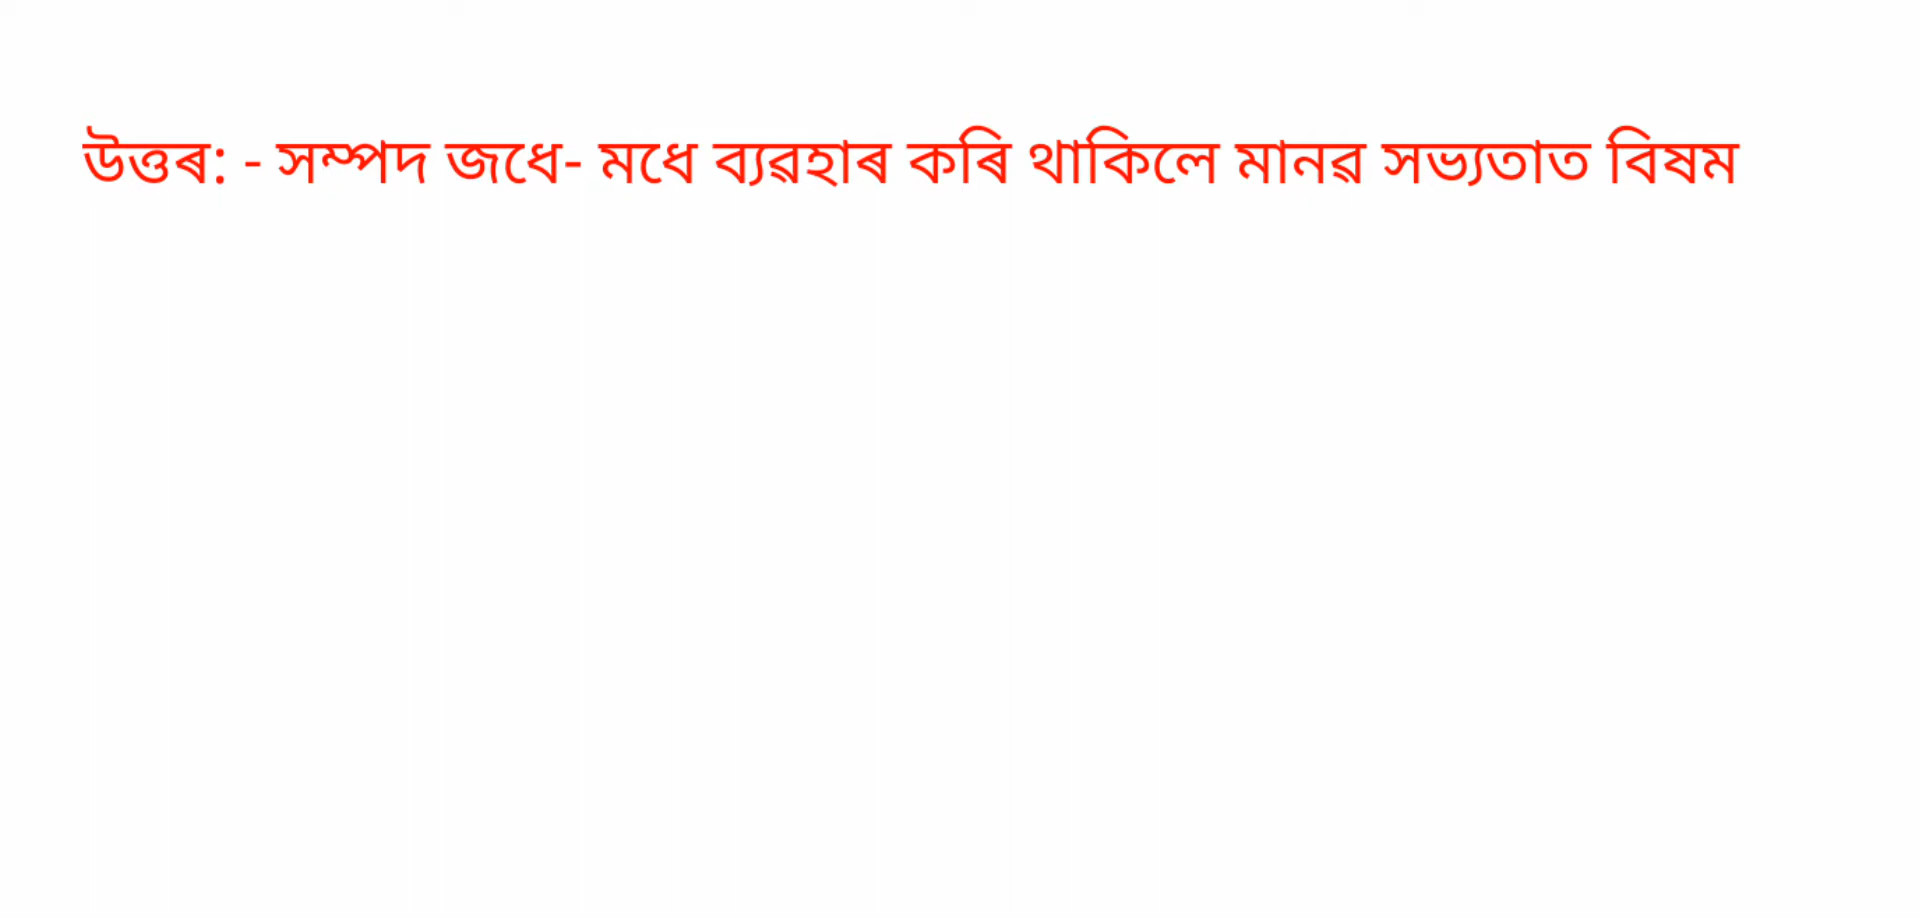 উত্তৰ: - সম্পদ জধে- মধে ব্যৱহাৰ কৰি থাকিলে মানৱ সভ্যতাত বিষম